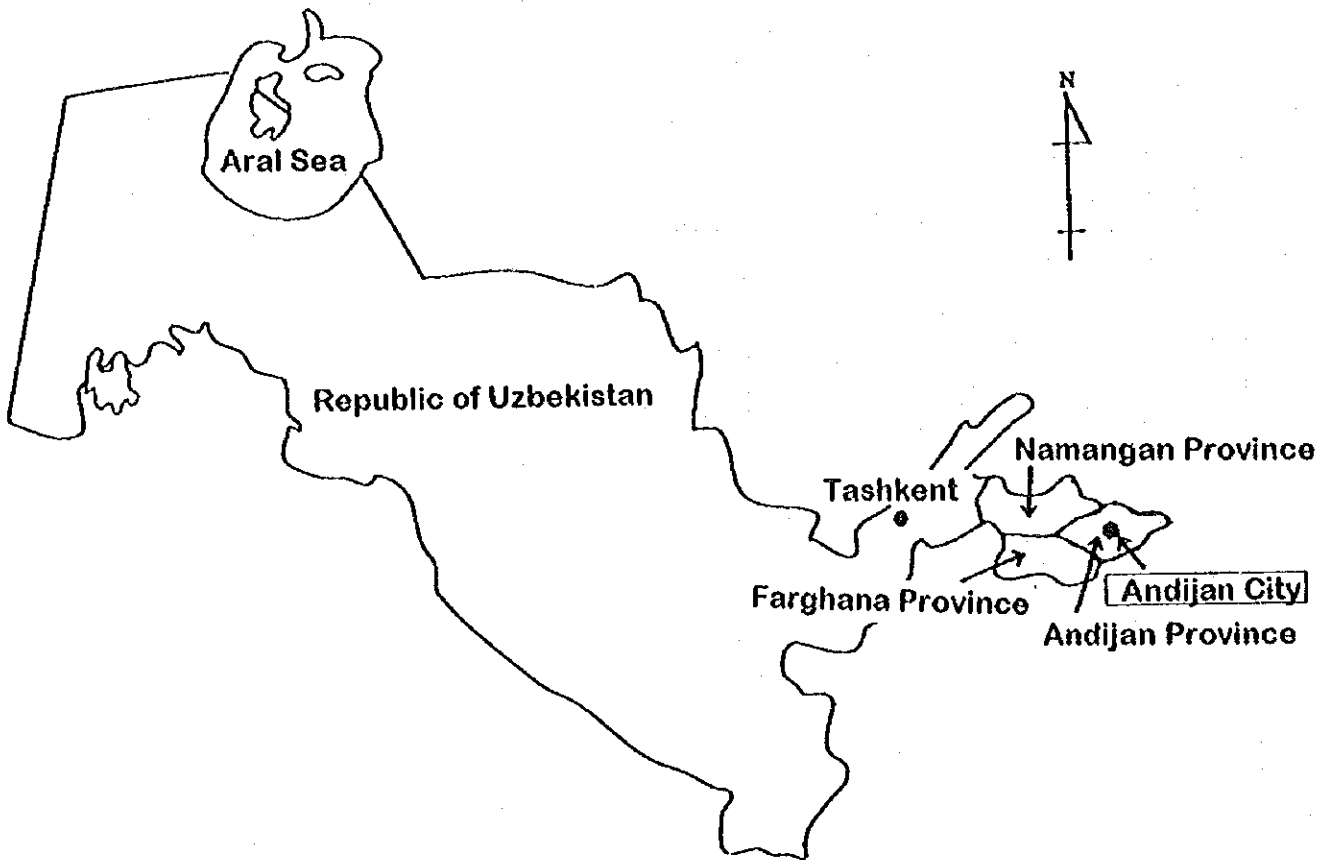 N
Aral Sea
Republic of Uzbekistan
Namangan Province
Tashkent
Farghana Province
Andijan City
Andijan Province